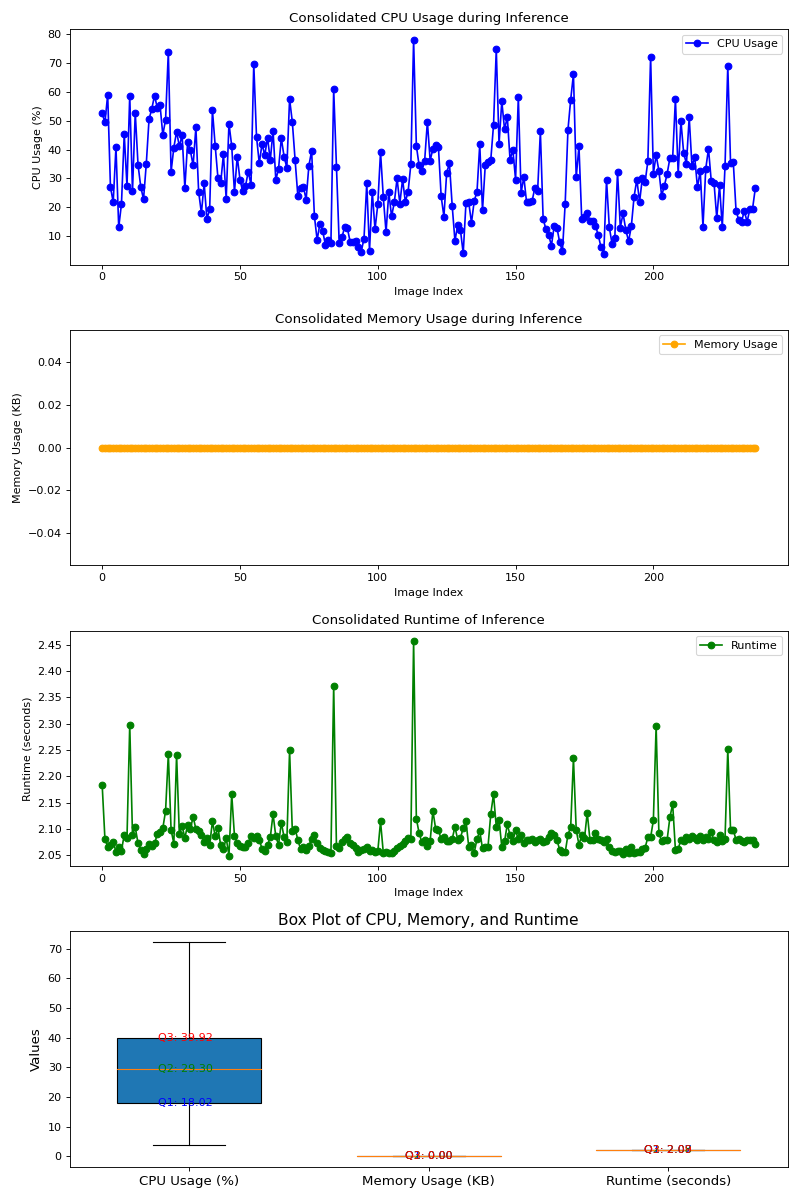 Consolidated CPU Usage during Inference
CPU Usage (%)
80
70
60
50
40
30
20
10
CPU Usage
0 50 100 150 200
Image Index
Consolidated Memory Usage during Inference
Memory Usage (KB)
0.04
0.02
0.00
−0.02
−0.04
Memory Usage
0 50 100 150 200
Image Index
Consolidated Runtime of Inference
Runtime (seconds)
2.45
2.40
2.35
2.30
2.25
2.20
2.15
2.10
2.05
Runtime
0 50 100 150 200
Image Index
Box Plot of CPU, Memory, and Runtime
Values
70
60
50
40
30
20
10
0
Q3: 39.92
Q2: 29.30
Q1: 18.02
CPU Usage (%) Memory Usage (KB) Runtime (seconds)